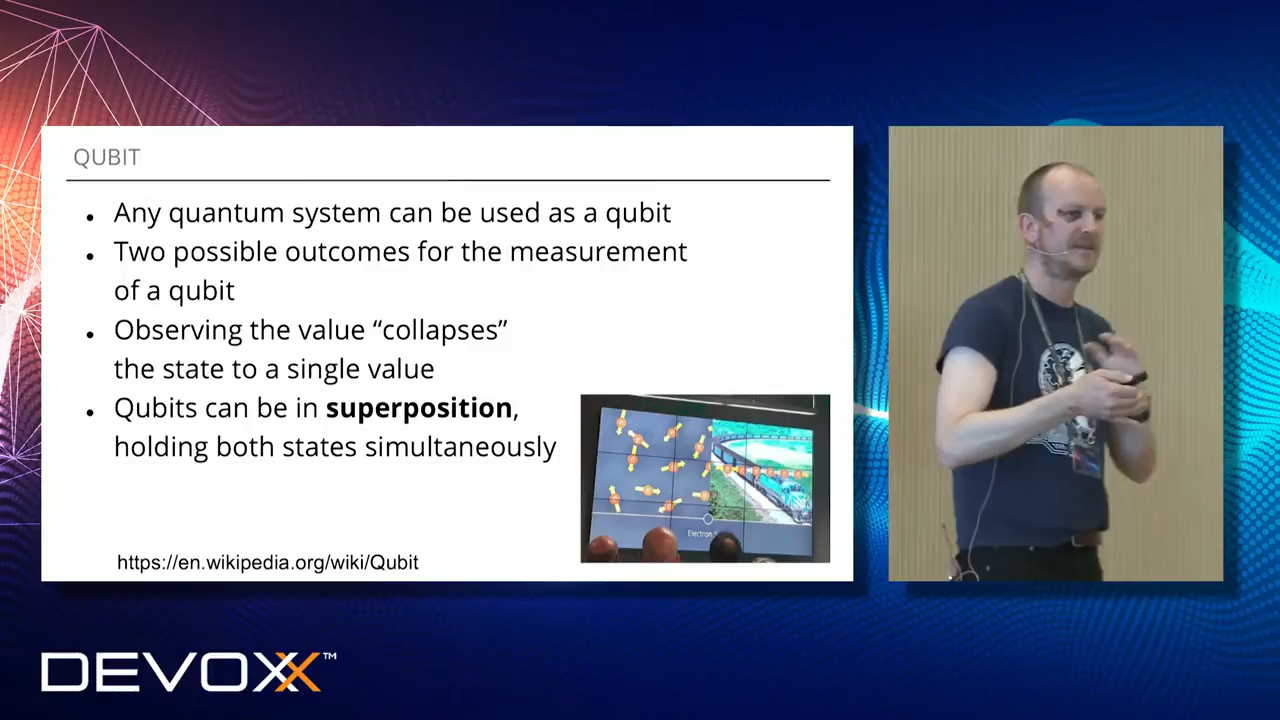 QUBIT
• Any quantum system can be used as a qubit
• Two possible outcomes for the measurement
of a qubit
• Observing the value “collapses”
the state to a single value
• Qubits can be in superposition,
holding both states simultaneously
Electron
https://en.wikipedia.org/wiki/Qubit
DEVOXX™